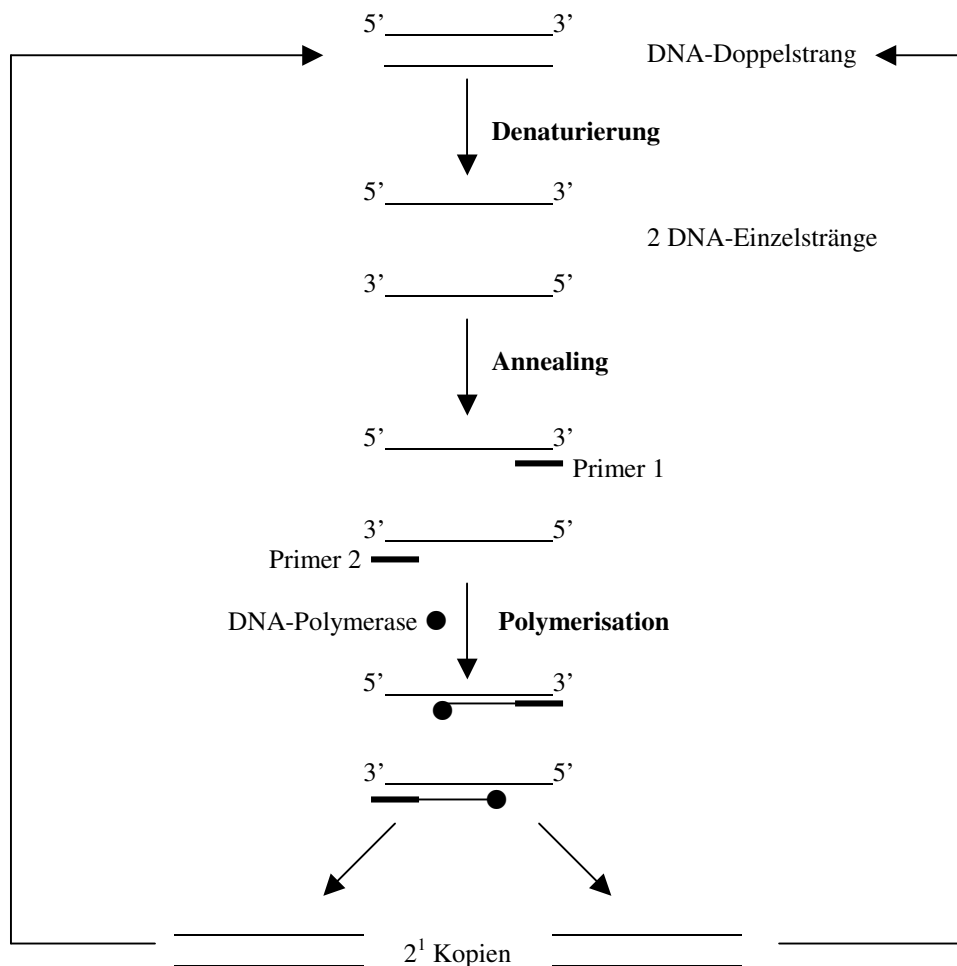 5’ 3’
DNA-Doppelstrang
Denaturierung
5’ 3’
2 DNA-Einzelstränge
3’ 5’
Annealing
5’ 3’
Primer 1
3’ 5’
Primer 2
DNA-Polymerase Polymerisation
5’ 3’
3’ 5’
2¹ Kopien